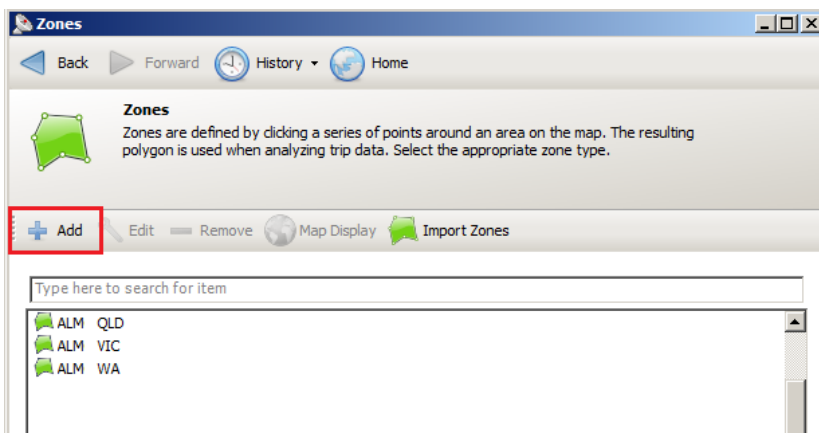 Zones
Back Forward History Home
Zones
Zones are defined by clicking a series of points around an area on the map. The resulting
polygon is used when analyzing trip data. Select the appropriate zone type.
Add Edit Remove Map Display Import Zones
Type here to search for item
ALM QLD
ALM VIC
ALM WA